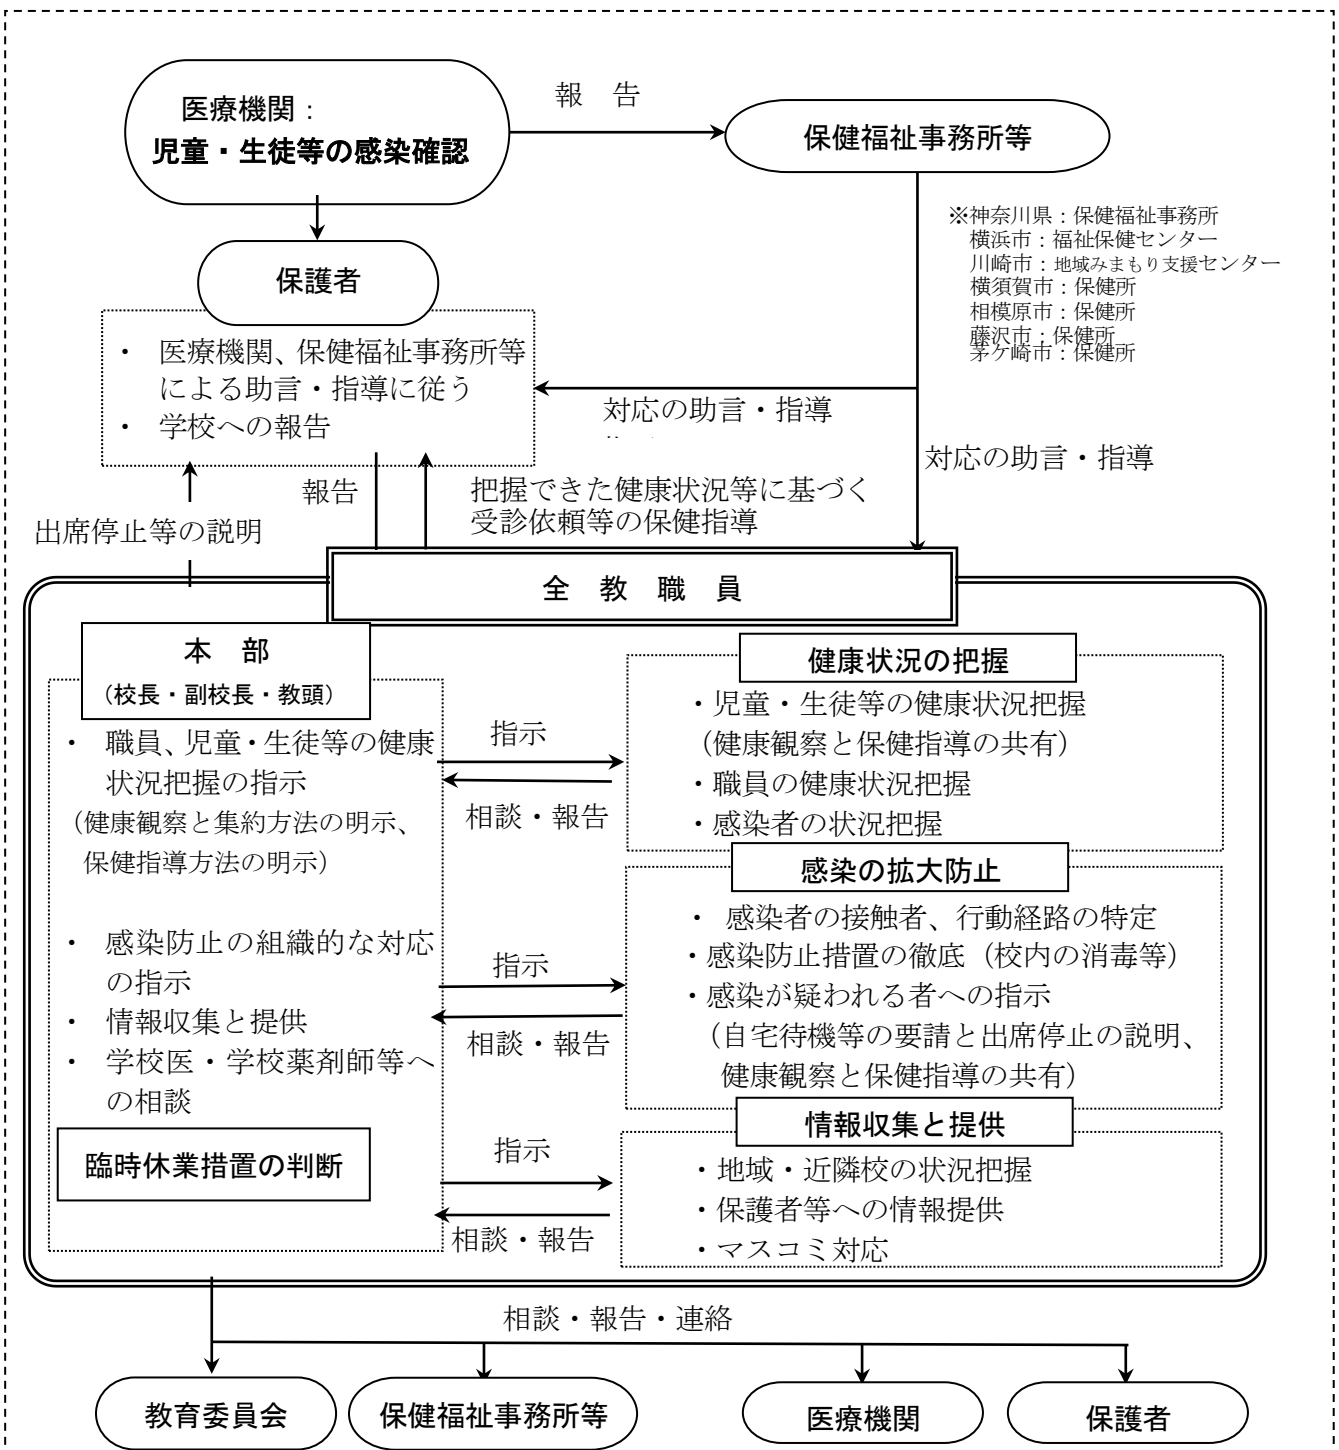 医療機関：
児童・生徒等の感染確認
報　告
保健福祉事務所等
※神奈川県：保健福祉事務所
横浜市：福祉保健センター
川崎市：地域みまもり支援センター
横須賀市：保健所
相模原市：保健所
藤沢市：保健所
茅ケ崎市：保健所
保護者
・　医療機関、保健福祉事務所等
による助言・指導に従う
・　学校への報告
対応の助言・指導
対応の助言・指導
報告
把握できた健康状況等に基づく
受診依頼等の保健指導
出席停止等の説明
全　教　職　員
本　部
（校長・副校長・教頭）
・　職員、児童・生徒等の健康
状況把握の指示
（健康観察と集約方法の明示、
保健指導方法の明示）
・　感染防止の組織的な対応
の指示
・　情報収集と提供
・　学校医・学校薬剤師等へ
の相談
臨時休業措置の判断
指示
相談・報告
健康状況の把握
・児童・生徒等の健康状況把握
（健康観察と保健指導の共有）
・職員の健康状況把握
・感染者の状況把握
指示
相談・報告
感染の拡大防止
・　感染者の接触者、行動経路の特定
・感染防止措置の徹底（校内の消毒等）
・感染が疑われる者への指示
（自宅待機等の要請と出席停止の説明、
健康観察と保健指導の共有）
指示
相談・報告
情報収集と提供
・地域・近隣校の状況把握
・保護者等への情報提供
・マスコミ対応
相談・報告・連絡
教育委員会
保健福祉事務所等
医療機関
保護者